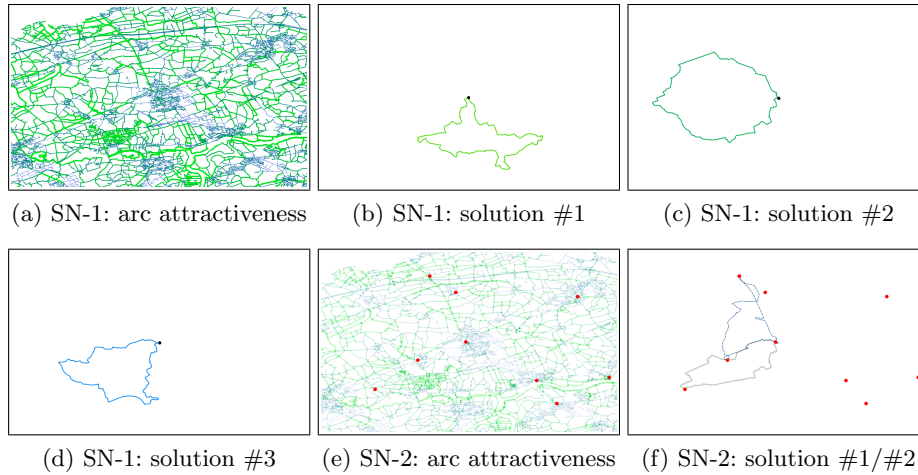 (a) SN-1: arc attractiveness
(b) SN-1: solution #1
(c) SN-1: solution #2
(d) SN-1: solution #3
(e) SN-2: arc attractiveness
(f) SN-2: solution #1/#2